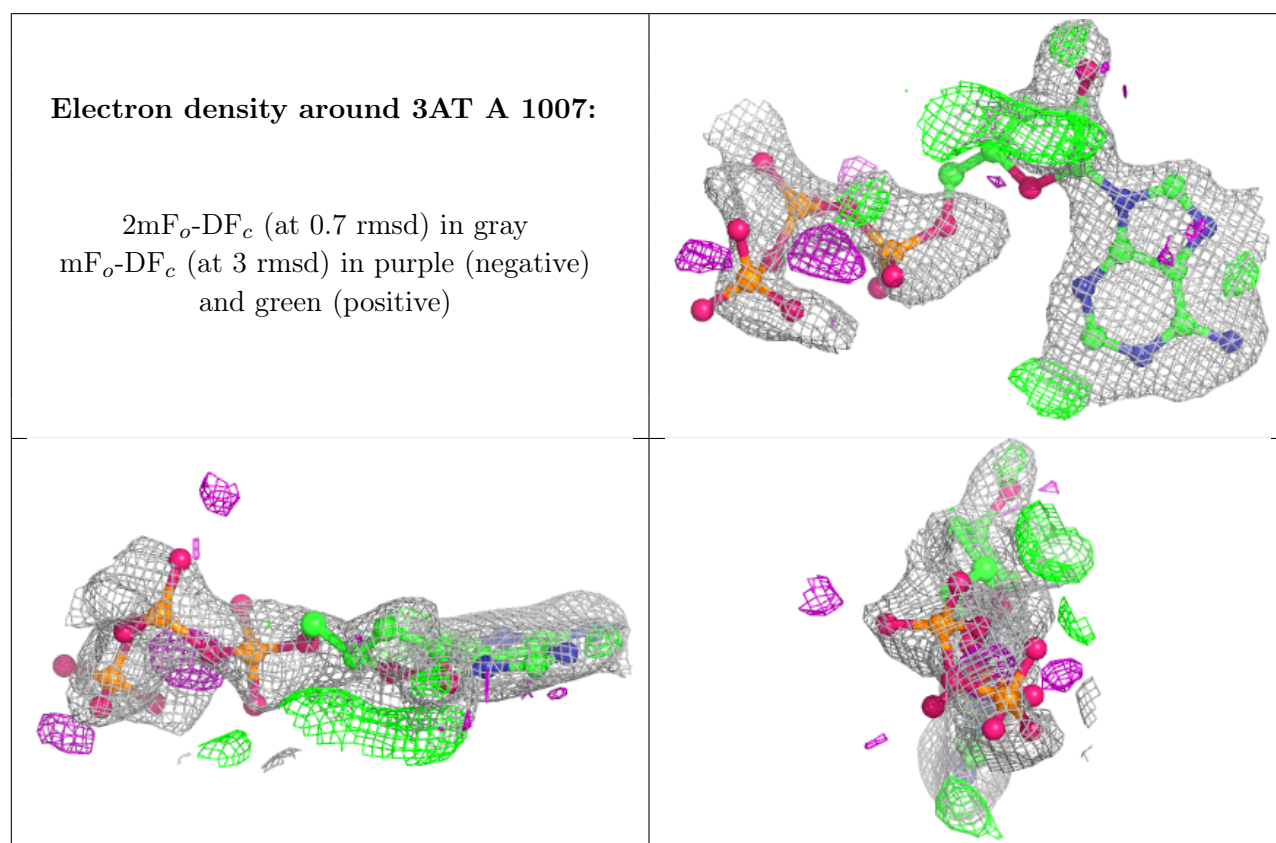 Electron density around 3AT A 1007:
2mFo-DFc (at 0.7 rmsd) in gray
mFo-DFc (at 3 rmsd) in purple (negative)
and green (positive)